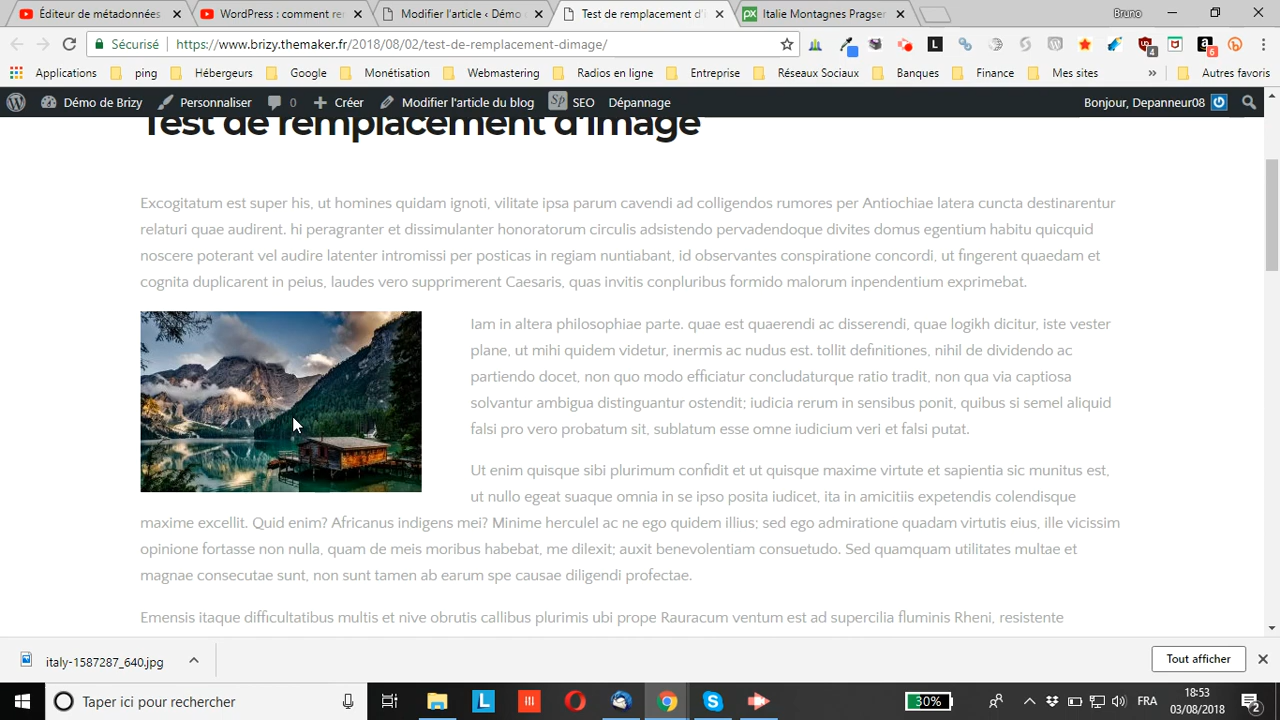 Éditeur de métadonnées
WordPress : comment rem
Modifier l'article ‹ Démo d
Test de remplacement d'i
Italie Montagnes Pragser
Bruno
Sécurisé
https://www.brizy.themaker.fr/2018/08/02/test-de-remplacement-dimage/
4
6
Applications
ping
Hébergeurs
Google
Monétisation
Webmastering
Radios en ligne
Entreprise
Réseaux Sociaux
Banques
Finance
Mes sites
»
Autres favoris
Démo de Brizy
Personnaliser
0
Créer
Modifier l'article du blog
SEO
Dépannage
Bonjour, Depanneur08
Test de remplacement d'image
Excogitatum est super his, ut homines quidam ignoti, vilitate ipsa parum cavendi ad colligendos rumores per Antiochiae latera cuncta destinarentur
relaturi quae audirent. hi peragranter et dissimulanter honoratorum circulis adsistendo pervadendoque divites domus egentium habitu quicquid
noscere poterant vel audire latenter intromissi per posticas in regiam nuntiabant, id observantes conspiratione concordi, ut fingerent quaedam et
cognita duplicarent in peius, laudes vero supprimerent Caesaris, quas invitis conpluribus formido malorum inpendentium exprimebat.
Iam in altera philosophiae parte. quae est quaerendi ac disserendi, quae logikh dicitur, iste vester
plane, ut mihi quidem videtur, inermis ac nudus est. tollit definitiones, nihil de dividendo ac
partiendo docet, non quo modo efficiatur concludaturque ratio tradit, non qua via captiosa
solvantur ambigua distinguantur ostendit; iudicia rerum in sensibus ponit, quibus si semel aliquid
falsi pro vero probatum sit, sublatum esse omne iudicium veri et falsi putat.
Ut enim quisque sibi plurimum confidit et ut quisque maxime virtute et sapientia sic munitus est,
ut nullo egeat suaque omnia in se ipso posita iudicet, ita in amicitiis expetendis colendisque
maxime excellit. Quid enim? Africanus indigens mei? Minime hercule! ac ne ego quidem illius; sed ego admiratione quadam virtutis eius, ille vicissim
opinione fortasse non nulla, quam de meis moribus habebat, me dilexit; auxit benevolentiam consuetudo. Sed quamquam utilitates multae et
magnae consecutae sunt, non sunt tamen ab earum spe causae diligendi profectae.
Emensis itaque difficultatibus multis et nive obrutis callibus plurimis ubi prope Rauracum ventum est ad supercilia fluminis Rheni, resistente
italy-1587287_640.jpg
Tout afficher
Taper ici pour rechercher
30%
FRA
18:53
03/08/2018
2